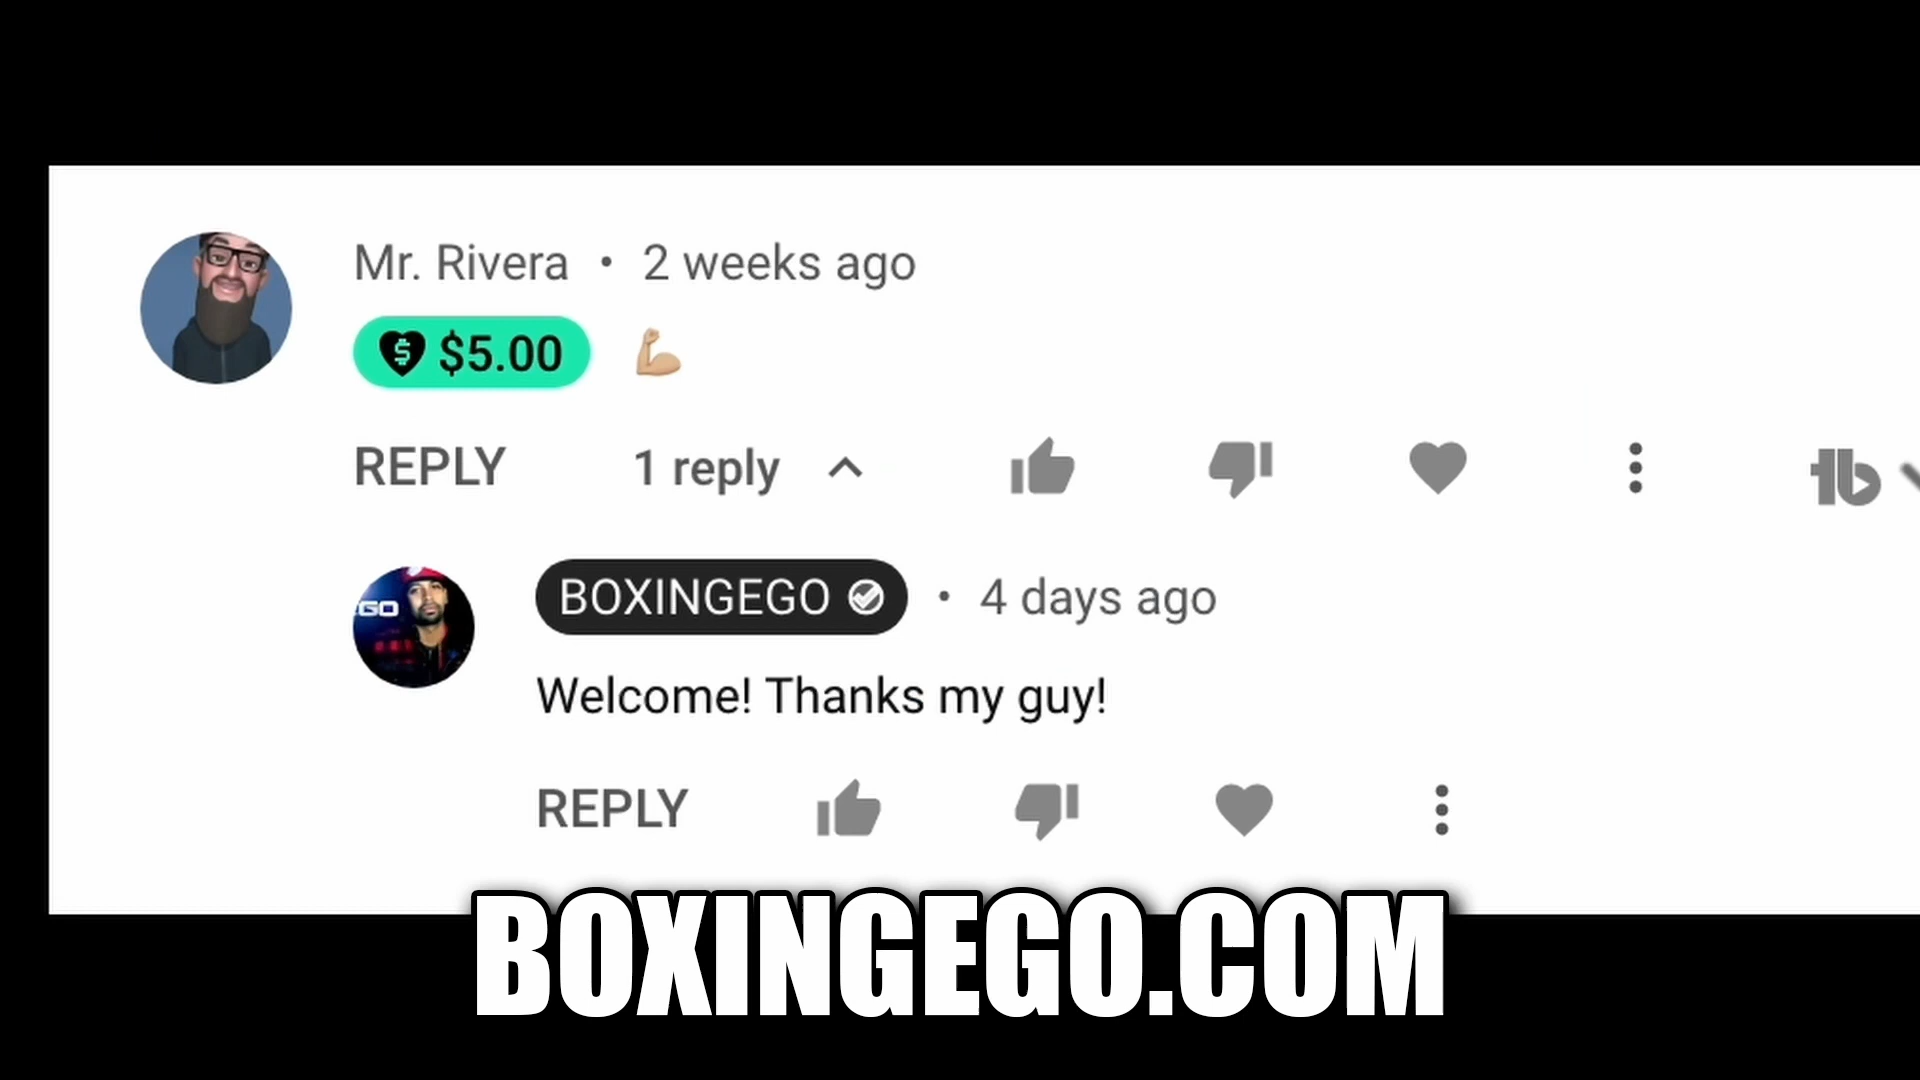 Mr. Rivera • 2 weeks ago
$5.00 💪🏼
REPLY 1 reply
GO
BOXINGEGO • 4 days ago
Welcome! Thanks my guy!
REPLY
BOXINGEGO.COM